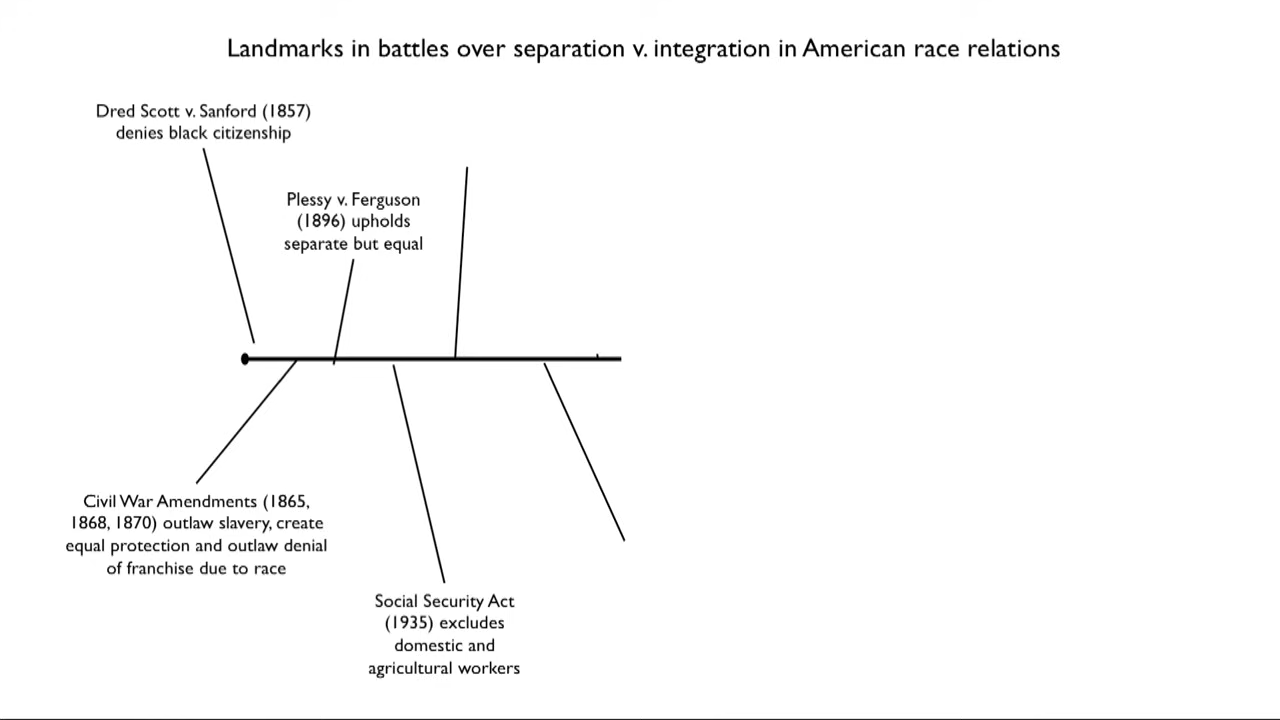 Landmarks in battles over separation v. integration in American race relations
Dred Scott v. Sanford (1857)
denies black citizenship
Plessy v. Ferguson
(1896) upholds
separate but equal
Civil War Amendments (1865,
1868, 1870) outlaw slavery, create
equal protection and outlaw denial
of franchise due to race
Social Security Act
(1935) excludes
domestic and
agricultural workers